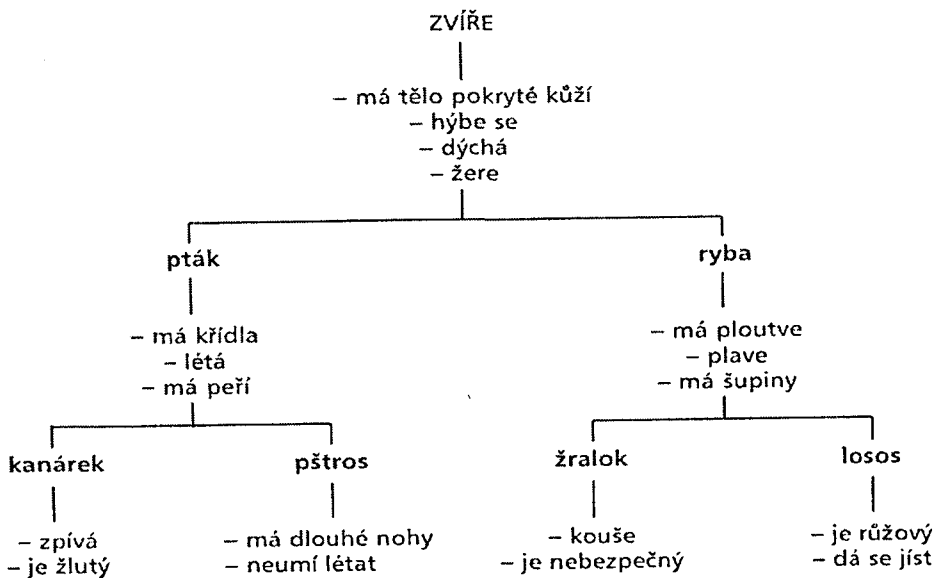 ZVÍŘE
– má tělo pokryté kůží
– hýbe se
– dýchá
– žere
pták
– má křídla
– létá
– má peří
ryba
– má ploutve
– plave
– má šupiny
kanárek
– zpívá
– je žlutý
pštros
– má dlouhé nohy
– neumí létat
žralok
– kouše
– je nebezpečný
losos
– je růžový
– dá se jíst